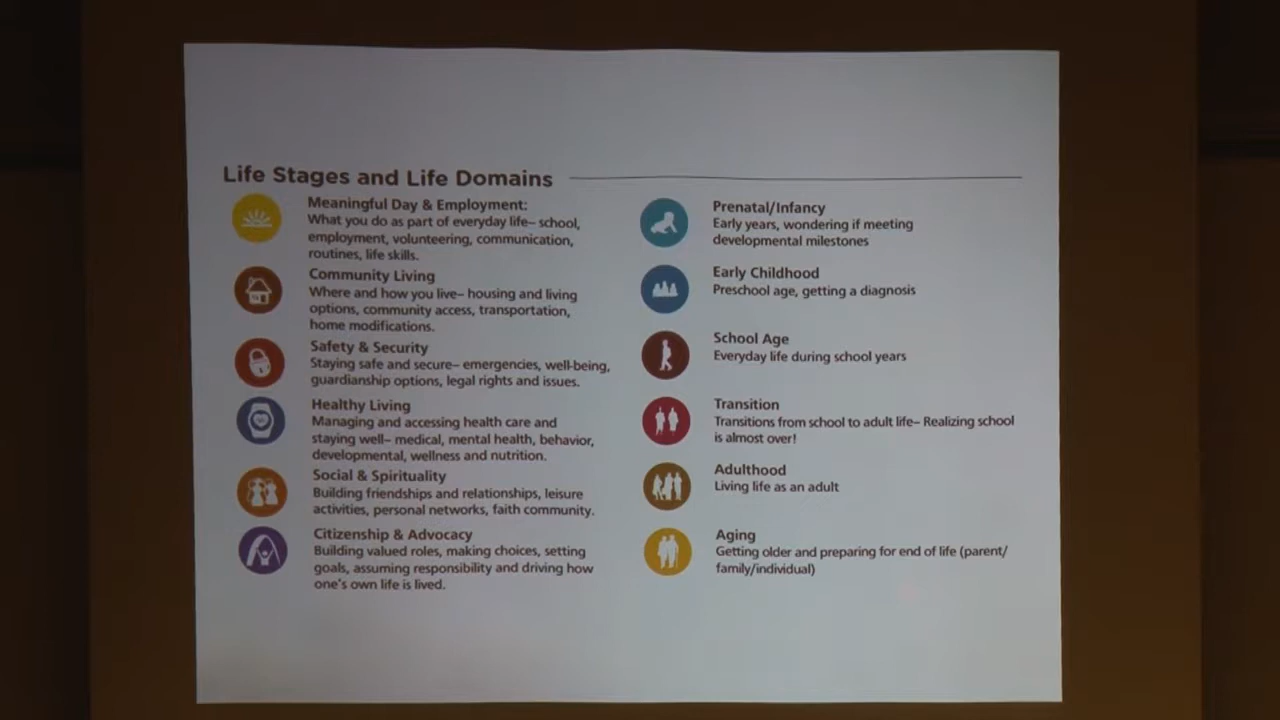 Life Stages and Life Domains
Meaningful Day & Employment:
What you do as part of everyday life– school,
employment, volunteering, communication,
routines, life skills.
Community Living
Where and how you live– housing and living
options, community access, transportation,
home modifications.
Safety & Security
Staying safe and secure– emergencies, well-being,
guardianship options, legal rights and issues.
Healthy Living
Managing and accessing health care and
staying well– medical, mental health, behavior,
developmental, wellness and nutrition.
Social & Spirituality
Building friendships and relationships, leisure
activities, personal networks, faith community.
Citizenship & Advocacy
Building valued roles, making choices, setting
goals, assuming responsibility and driving how
one's own life is lived.
Prenatal/Infancy
Early years, wondering if meeting
developmental milestones
Early Childhood
Preschool age, getting a diagnosis
School Age
Everyday life during school years
Transition
Transitions from school to adult life– Realizing school
is almost over!
Adulthood
Living life as an adult
Aging
Getting older and preparing for end of life (parent/
family/individual)